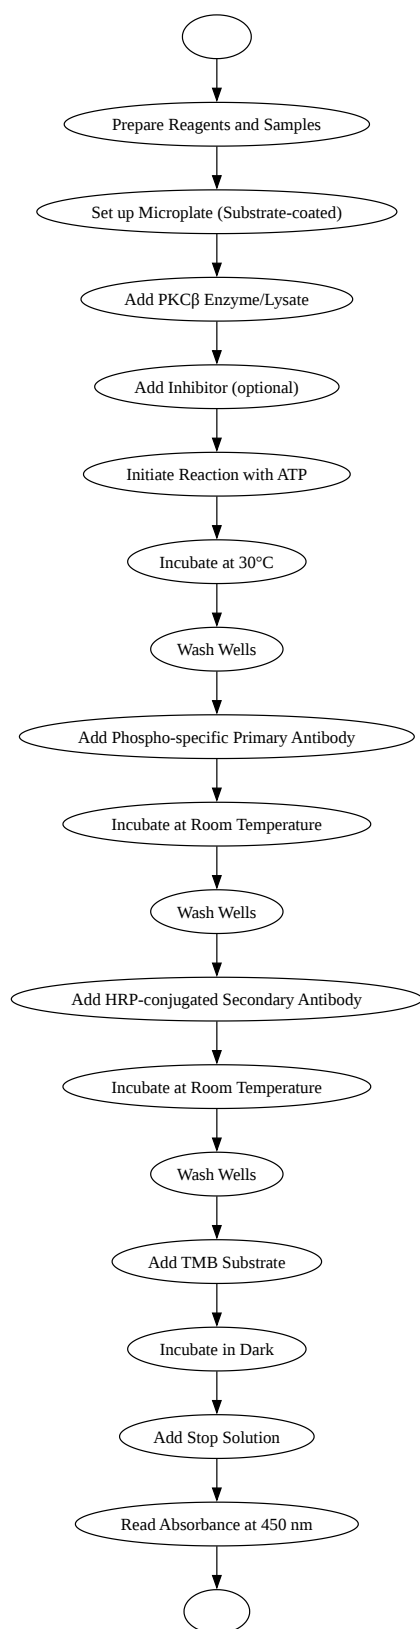 Prepare Reagents and Samples
Set up Microplate (Substrate-coated)
Add PKCβ Enzyme/Lysate
Add Inhibitor (optional)
Initiate Reaction with ATP
Incubate at 30°C
Wash Wells
Add Phospho-specific Primary Antibody
Incubate at Room Temperature
Wash Wells
Add HRP-conjugated Secondary Antibody
Incubate at Room Temperature
Wash Wells
Add TMB Substrate
Incubate in Dark
Add Stop Solution
Read Absorbance at 450 nm